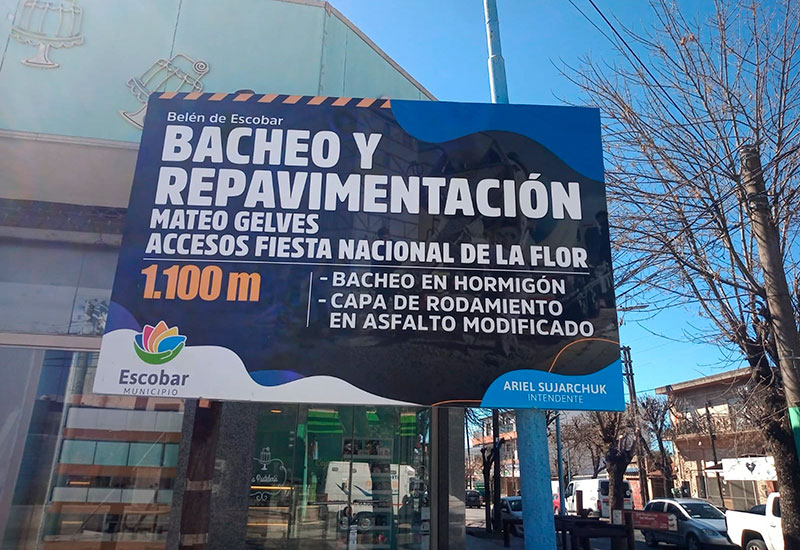 Belén de Escobar
BACHEO Y
REPAVIMENTACIÓN
MATEO GELVES
ACCESOS FIESTA NACIONAL DE LA FLOR
1.100 m
- BACHEO EN HORMIGÓN
- CAPA DE RODAMIENTO
EN ASFALTO MODIFICADO
Escobar
MUNICIPIO
ARIEL SUJARCHUK
INTENDENTE